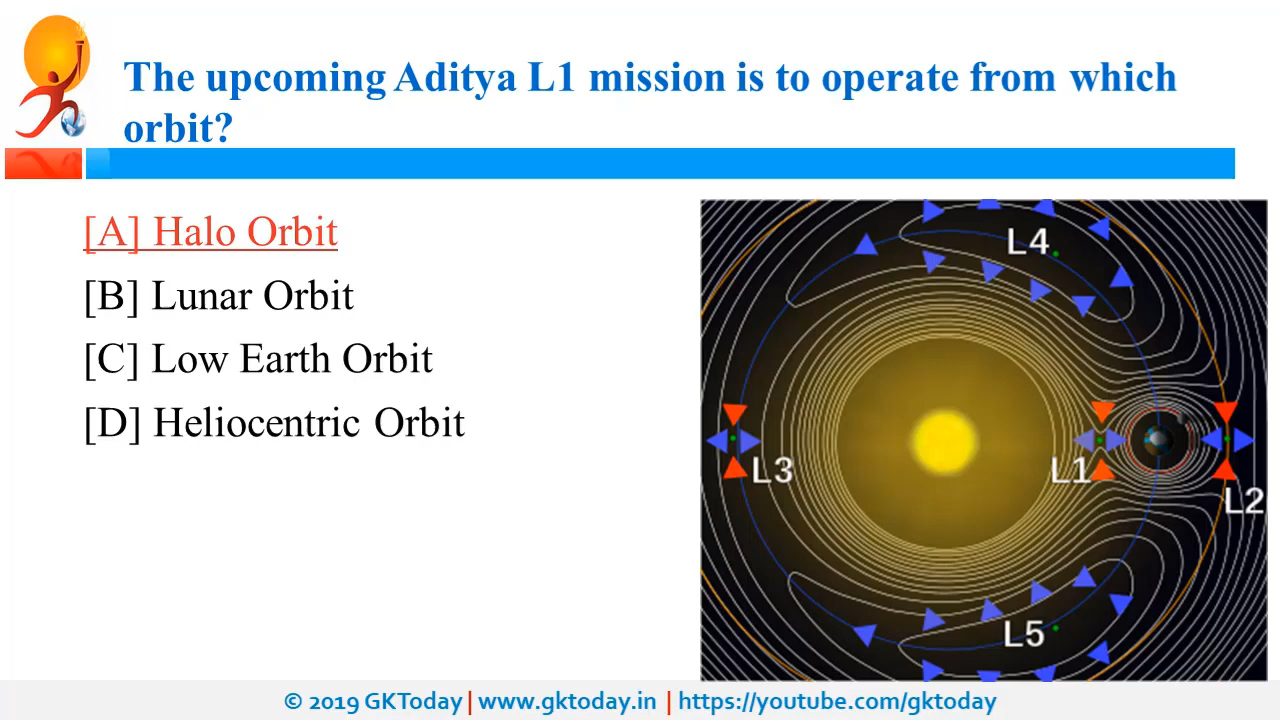 The upcoming Aditya L1 mission is to operate from which
orbit?
[A] Halo Orbit
[B] Lunar Orbit
[C] Low Earth Orbit
[D] Heliocentric Orbit
L4
L3
L1
L2
L5
© 2019 GKToday | www.gktoday.in | https://youtube.com/gktoday